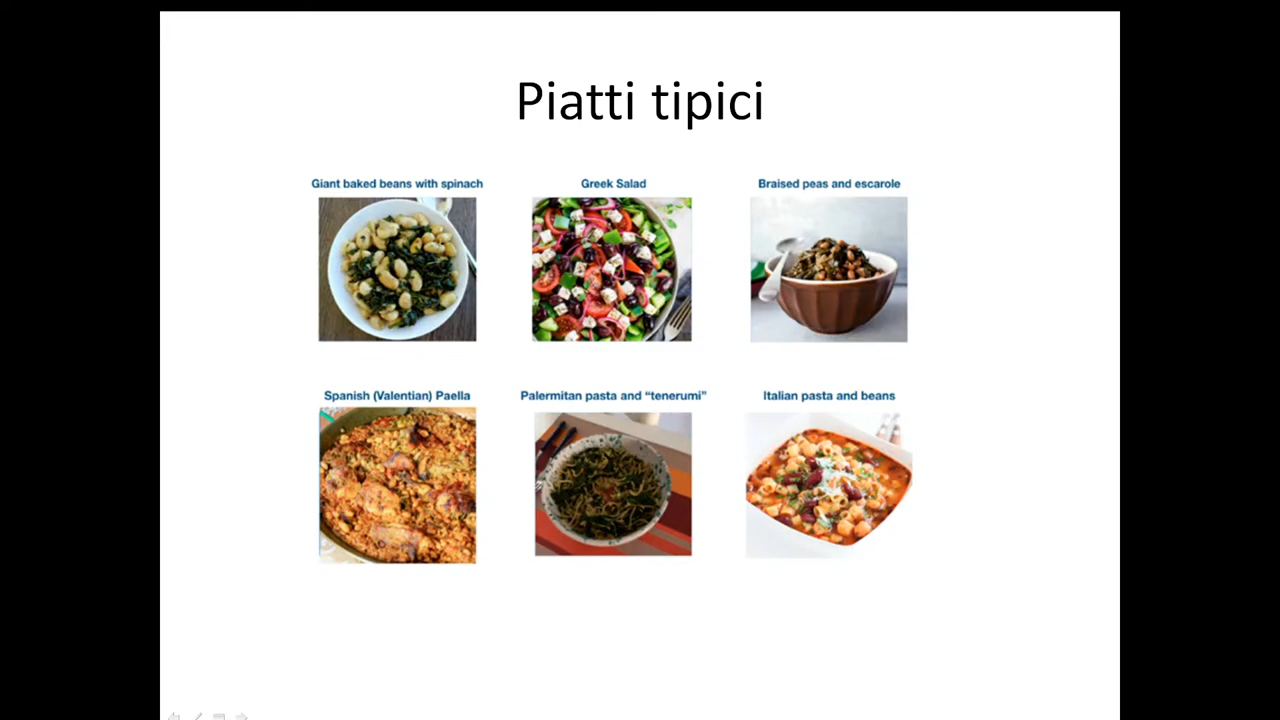 Piatti tipici
Giant baked beans with spinach
Greek Salad
Braised peas and escarole
Spanish (Valentian) Paella
Palermitan pasta and “tenerumi”
Italian pasta and beans